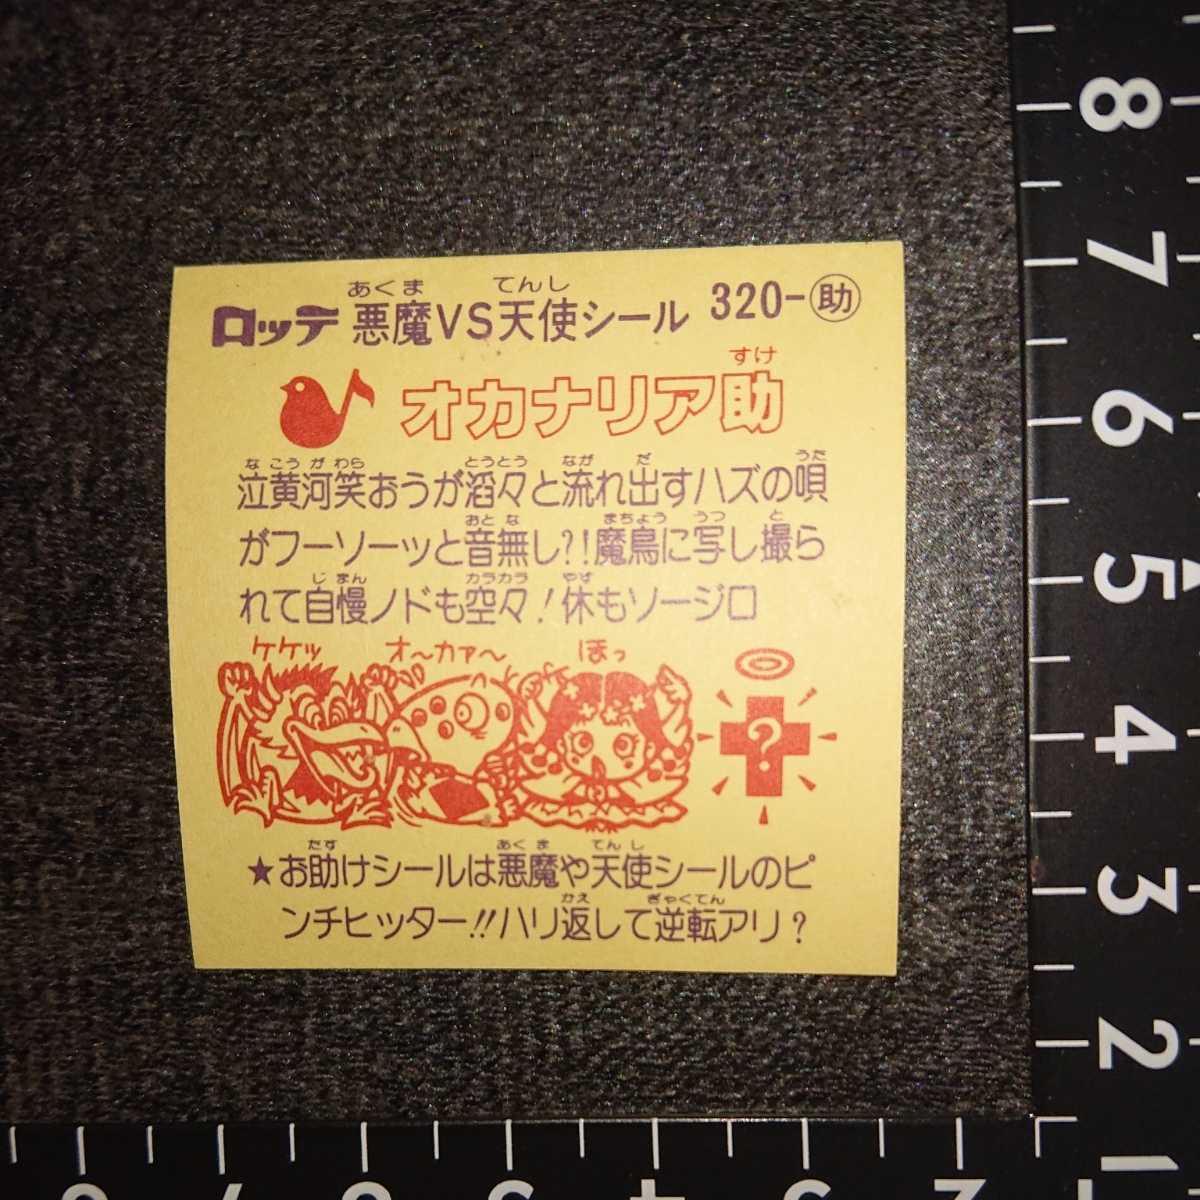 ロッテ 悪魔VS天使シール 320-助
あくま てんし
すけ
オカナリア助
な こう が わら とうとう なが だ うた
泣黄河笑おうが滔々と流れ出すハズの唄
おと な まちょう うつ と
がフーソーッと音無し?!魔鳥に写し撮ら
じ まん カラカラ やす
れて自慢ノドも空々!休もソージロ
ケケッ オ〜カァ〜 ほっ
?
たす あく ま てん し
★お助けシールは悪魔や天使シールのピ
かえ ぎゃくてん
ンチヒッター!!ハリ返して逆転アリ?
8
7
6
5
4
3
2
1